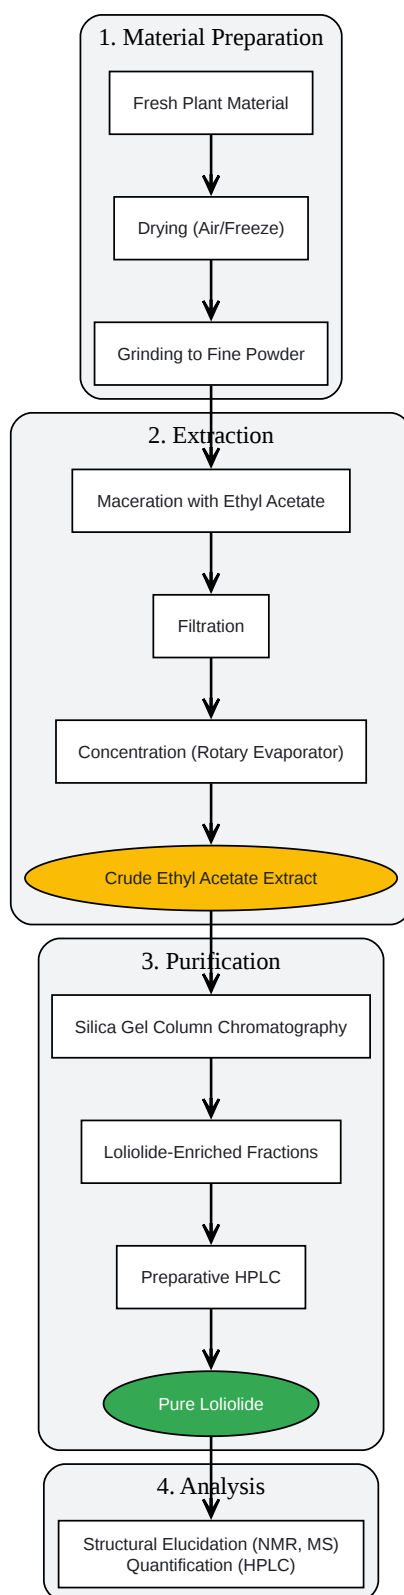 1. Material Preparation
Fresh Plant Material
Drying (Air/Freeze)
Grinding to Fine Powder
2. Extraction
Maceration with Ethyl Acetate
Filtration
Concentration (Rotary Evaporator)
Crude Ethyl Acetate Extract
3. Purification
Silica Gel Column Chromatography
Loliolide-Enriched Fractions
Preparative HPLC
Pure Loliolide
4. Analysis
Structural Elucidation (NMR, MS)
Quantification (HPLC)